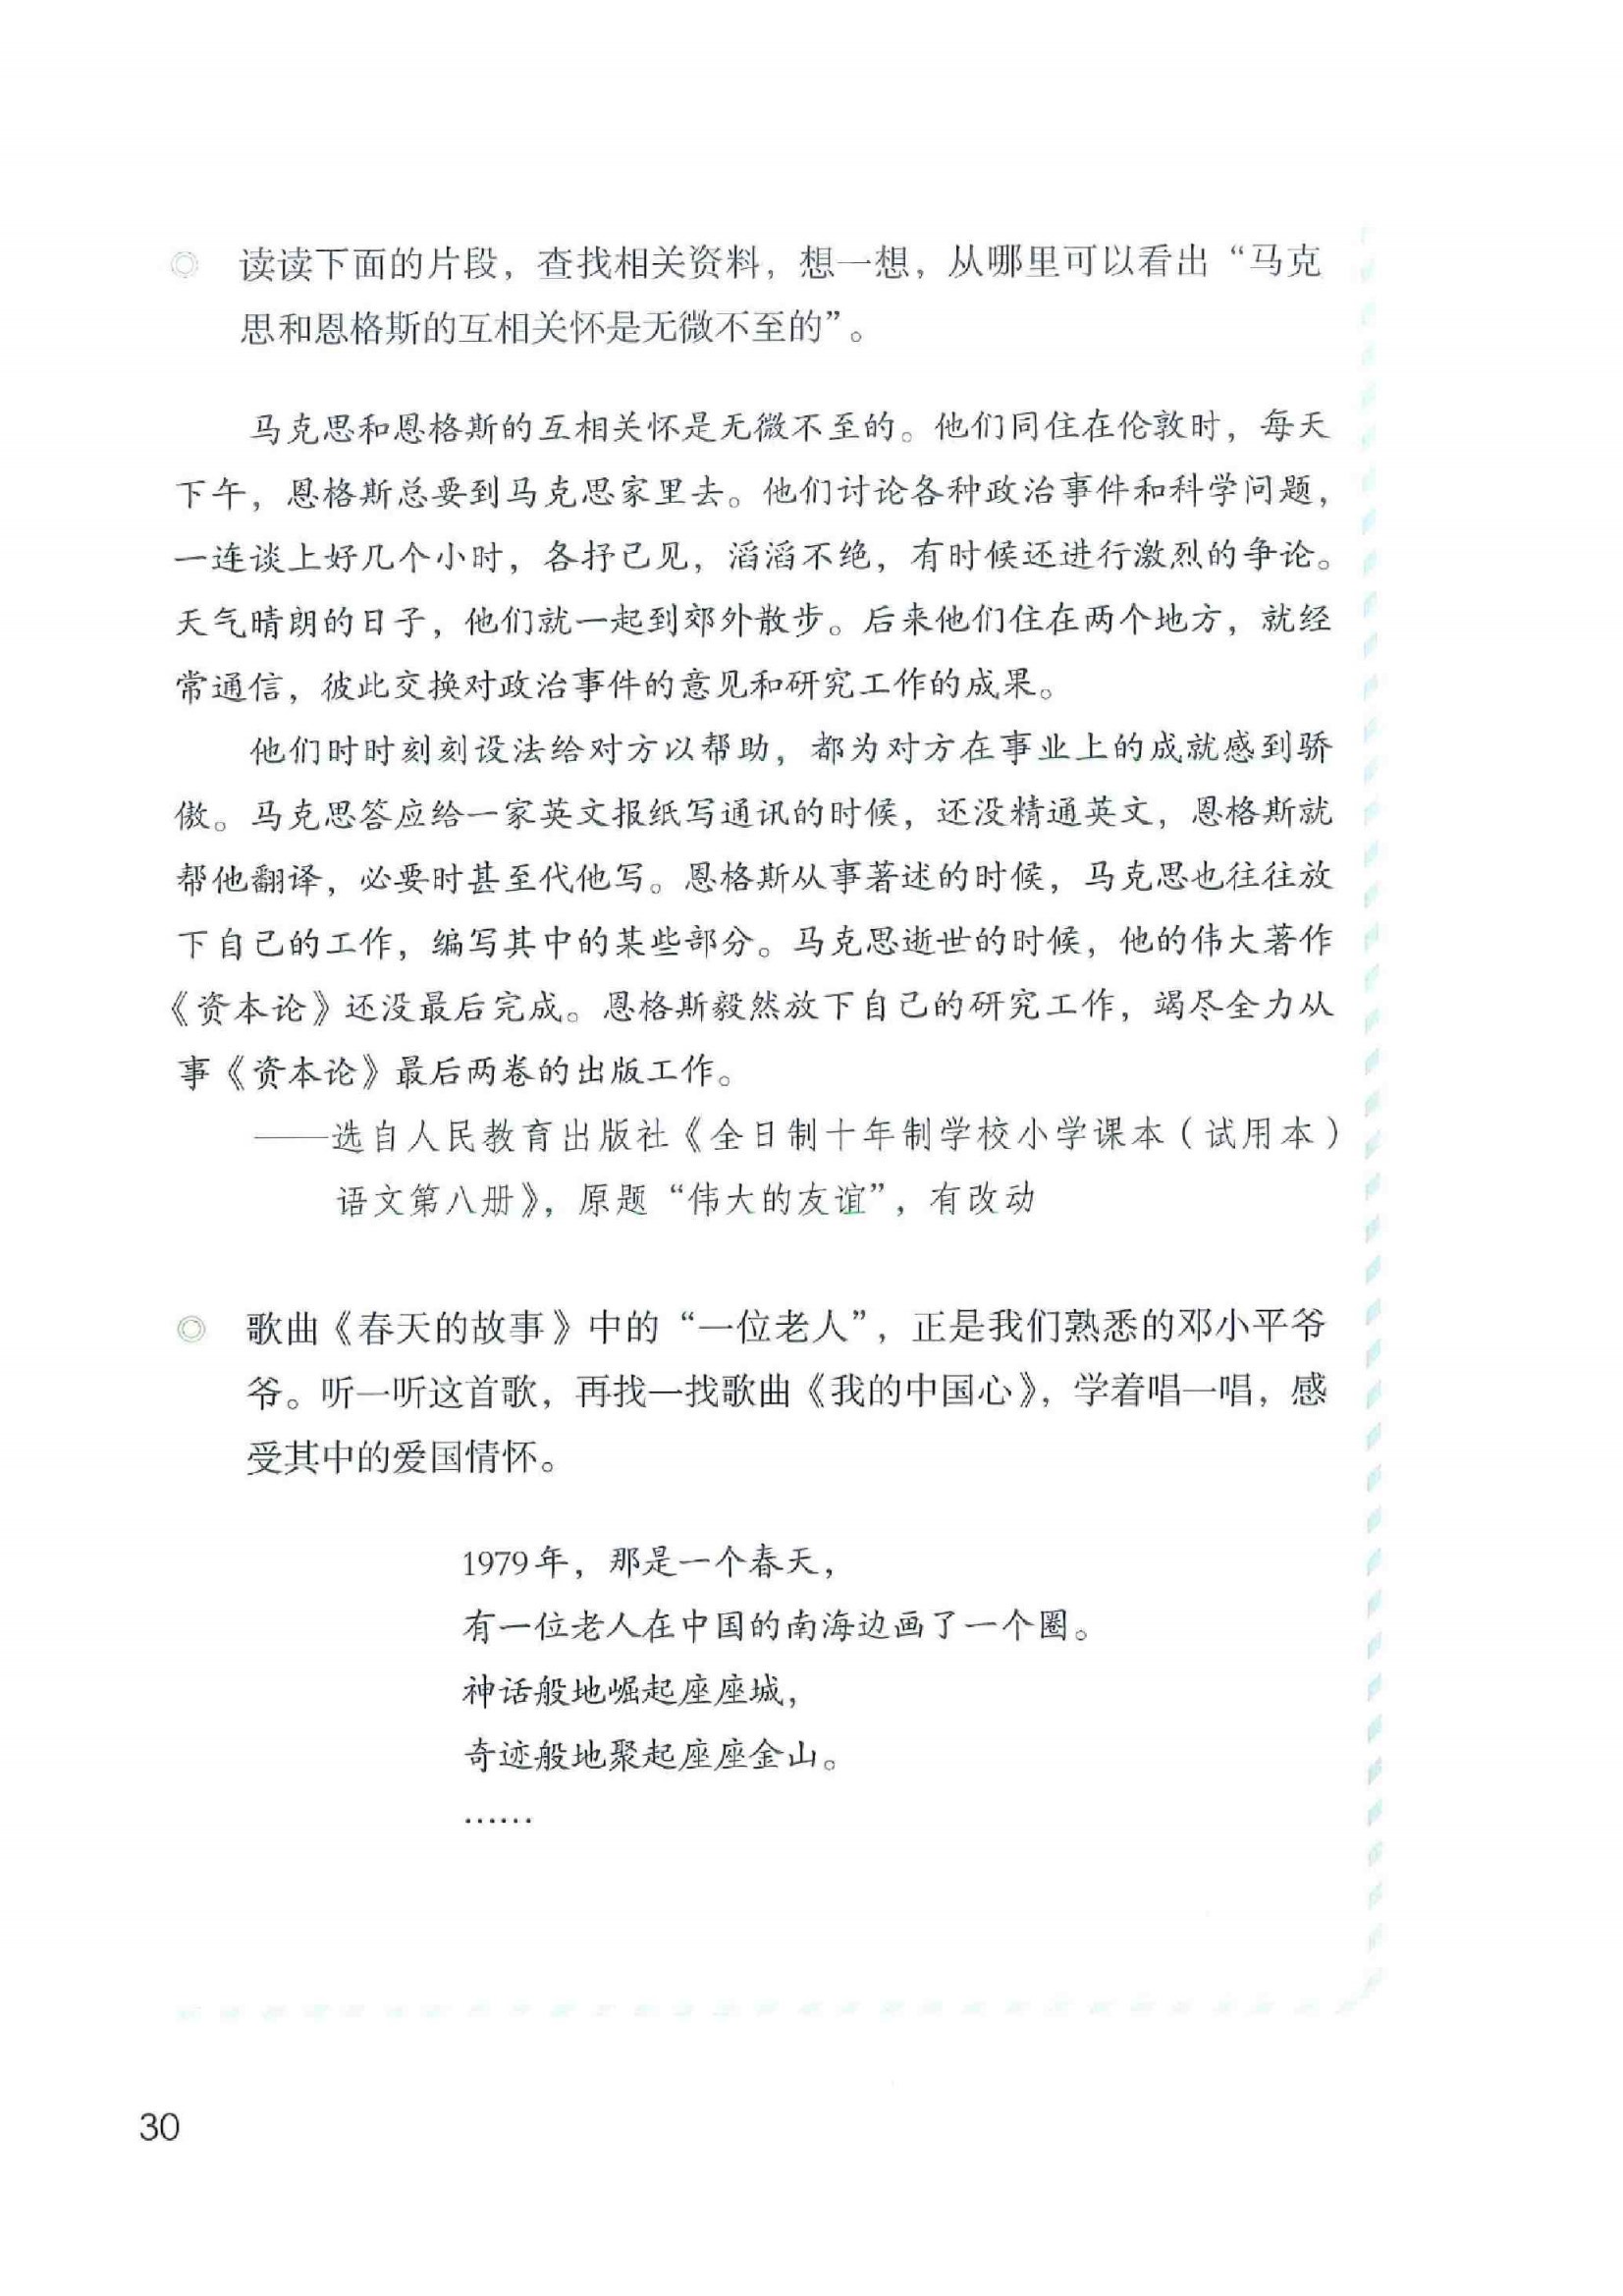 ◎ 读读下面的片段，查找相关资料，想一想，从哪里可以看出“马克
思和恩格斯的互相关怀是无微不至的”。
马克思和恩格斯的互相关怀是无微不至的。他们同住在伦敦时，每天
下午，恩格斯总要到马克思家里去。他们讨论各种政治事件和科学问题，
一连谈上好几个小时，各抒己见，滔滔不绝，有时候还进行激烈的争论。
天气晴朗的日子，他们就一起到郊外散步。后来他们住在两个地方，就经
常通信，彼此交换对政治事件的意见和研究工作的成果。
他们时时刻刻设法给对方以帮助，都为对方在事业上的成就感到骄
傲。马克思答应给一家英文报纸写通讯的时候，还没精通英文，恩格斯就
帮他翻译，必要时甚至代他写。恩格斯从事著述的时候，马克思也往往放
下自己的工作，编写其中的某些部分。马克思逝世的时候，他的伟大著作
《资本论》还没最后完成。恩格斯毅然放下自己的研究工作，竭尽全力从
事《资本论》最后两卷的出版工作。
——选自人民教育出版社《全日制十年制学校小学课本（试用本）
语文第八册》，原题“伟大的友谊”，有改动
◎ 歌曲《春天的故事》中的“一位老人”，正是我们熟悉的邓小平爷
爷。听一听这首歌，再找一找歌曲《我的中国心》，学着唱一唱，感
受其中的爱国情怀。
1979年，那是一个春天，
有一位老人在中国的南海边画了一个圈。
神话般地崛起座座城，
奇迹般地聚起座座金山。
……
30